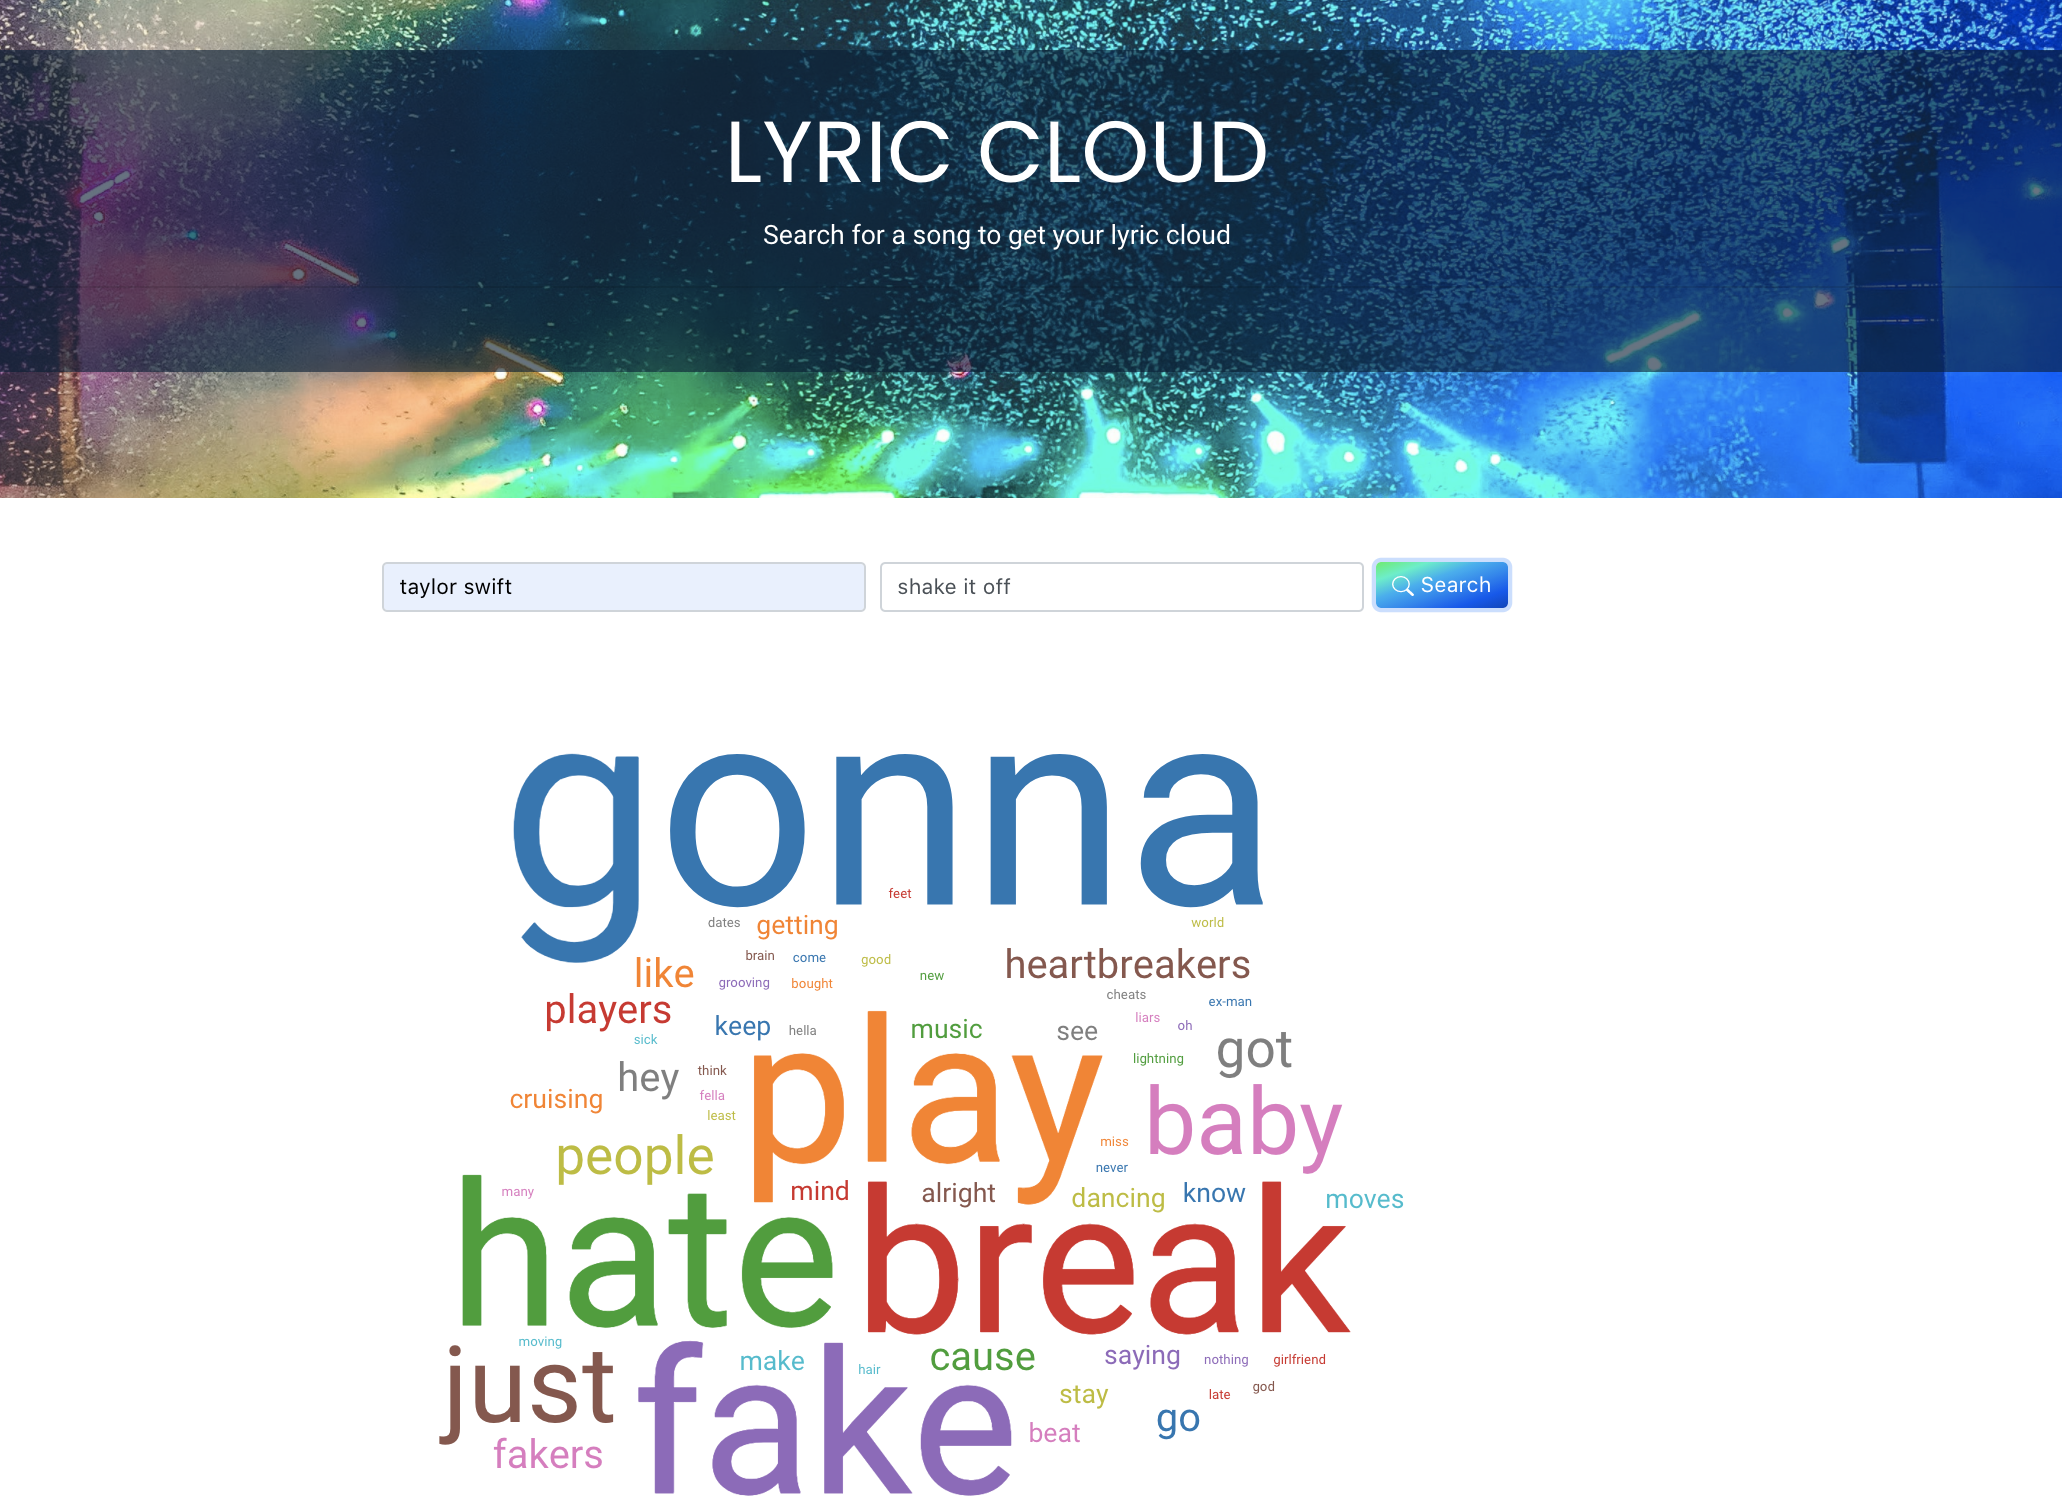 LYRIC CLOUD
Search for a song to get your lyric cloud
taylor swift
shake it off
Search
gonna
feet
dates
getting
world
brain
come
good
heartbreakers
like
grooving
bought
new
players
cheats
ex-man
keep
hella
music
see
liars
oh
sick
got
hey
think
play
lightning
cruising
fella
least
baby
people
miss
never
many
mind
alright
dancing
know
moves
hate
break
moving
just
fake
make
hair
cause
saying
nothing
girlfriend
stay
late
god
go
fakers
beat